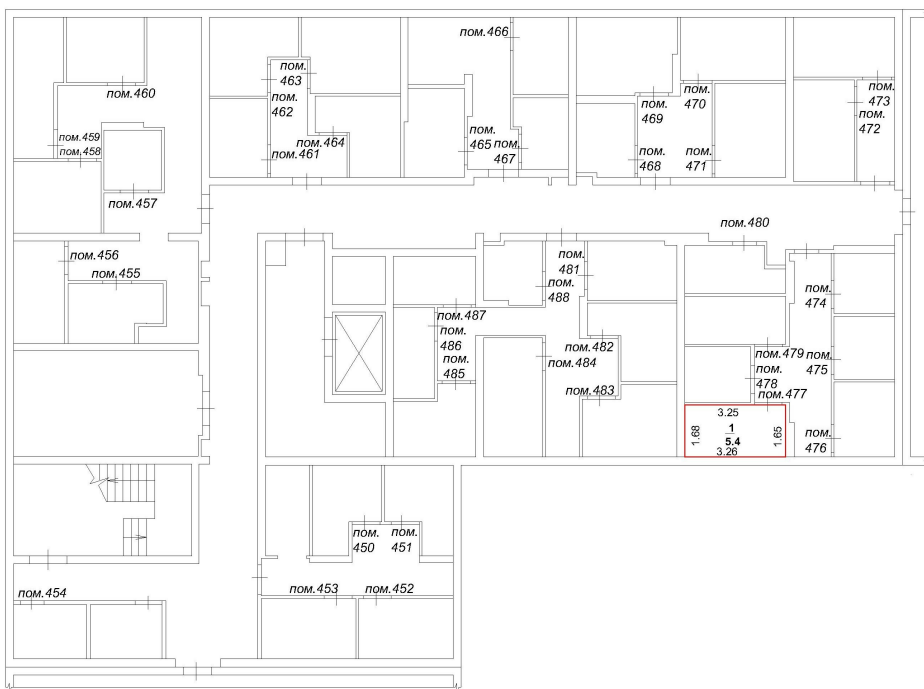 пом.466
пом.
463
пом.460
пом.
462
пом.
469
пом.
470
пом.
473
пом.
472
пом.459
пом.458
пом.464
пом.461
пом.
465
пом.
467
пом.
468
пом.
471
пом.457
пом.480
пом.456
пом.455
пом.
481
пом.
488
пом.
474
пом.487
пом.
486
пом.
485
пом.482
пом.484
пом.483
пом.479
пом.
478
пом.477
пом.
475
3.25
1.68
1
5.4
1.65
3.26
пом.
476
пом.
450
пом.
451
пом.454
пом.453
пом.452